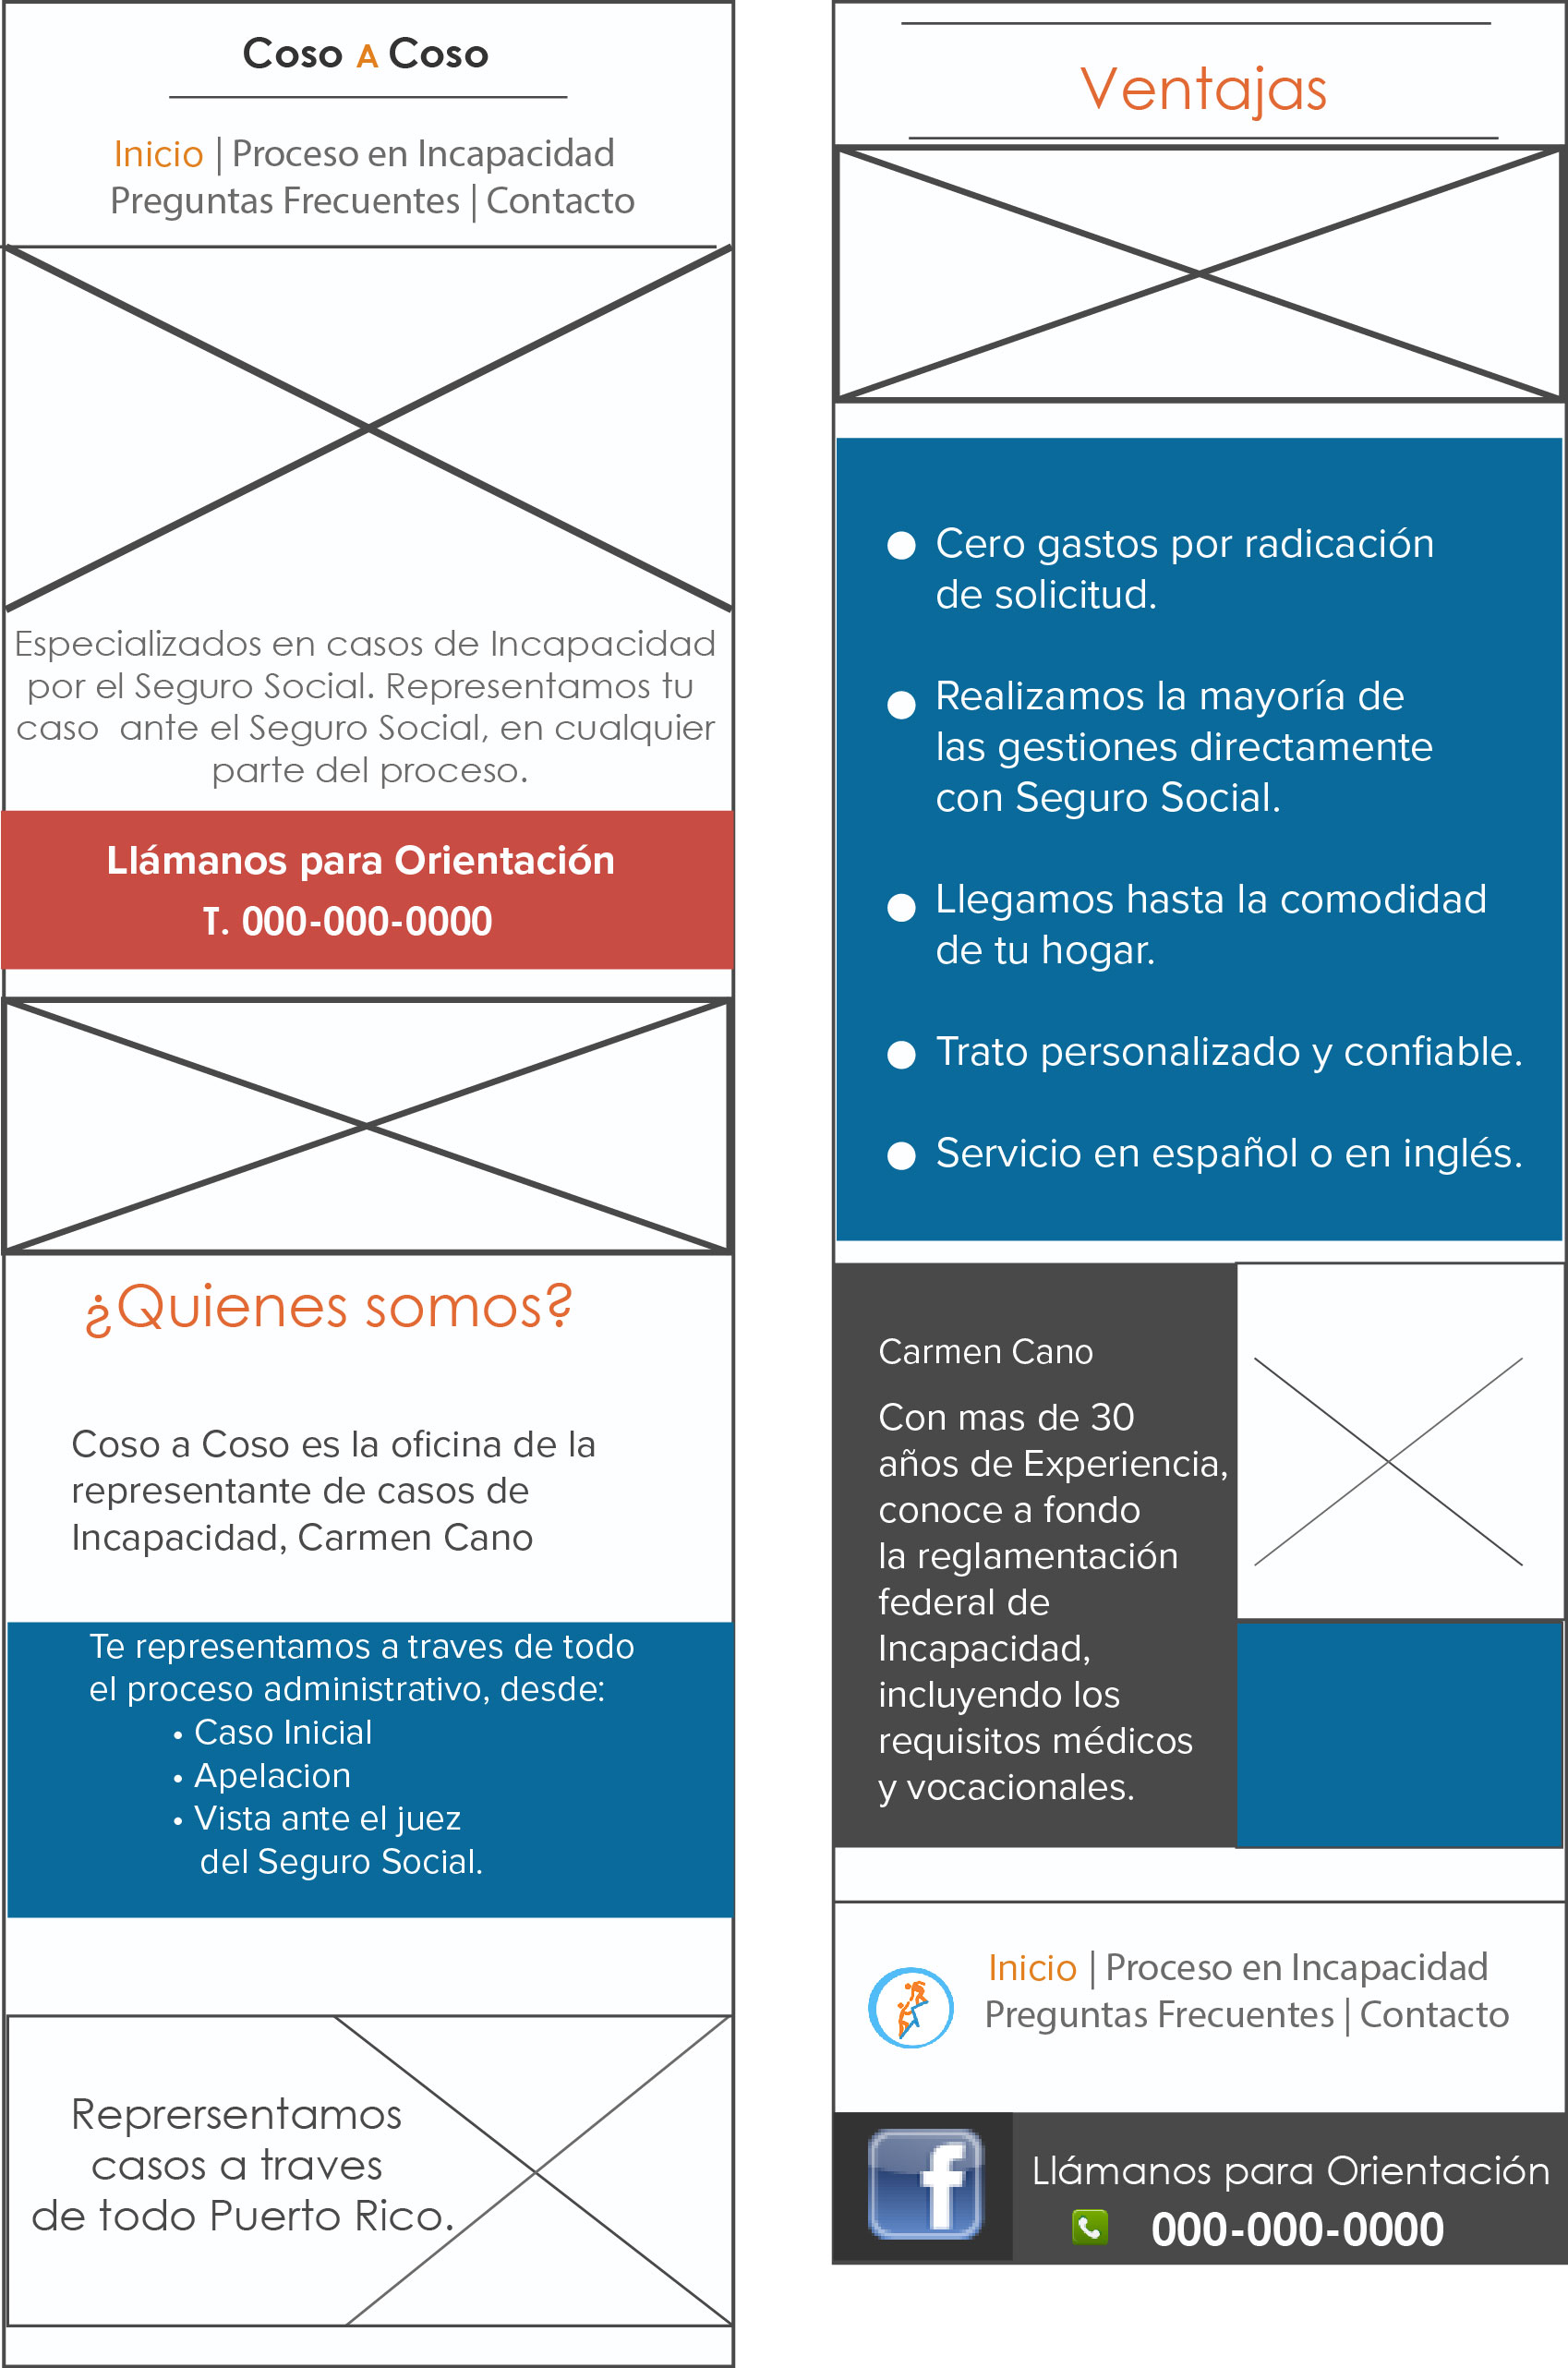 Coso A Coso
Inicio | Proceso en Incapacidad
Preguntas Frecuentes | Contacto
Especializados en casos de Incapacidad
por el Seguro Social. Representamos tu
caso ante el Seguro Social, en cualquier
parte del proceso.
Llámanos para Orientación
T. 000-000-0000
¿Quienes somos?
Coso a Coso es la oficina de la
representante de casos de
Incapacidad, Carmen Cano
Te representamos a traves de todo
el proceso administrativo, desde:
• Caso Inicial
• Apelacion
• Vista ante el juez
del Seguro Social.
Reprersentamos
casos a traves
de todo Puerto Rico.
Ventajas
● Cero gastos por radicación
de solicitud.
● Realizamos la mayoría de
las gestiones directamente
con Seguro Social.
● Llegamos hasta la comodidad
de tu hogar.
● Trato personalizado y confiable.
● Servicio en español o en inglés.
Carmen Cano
Con mas de 30
años de Experiencia,
conoce a fondo
la reglamentación
federal de
Incapacidad,
incluyendo los
requisitos médicos
y vocacionales.
Inicio | Proceso en Incapacidad
Preguntas Frecuentes | Contacto
f
Llámanos para Orientación
000-000-0000